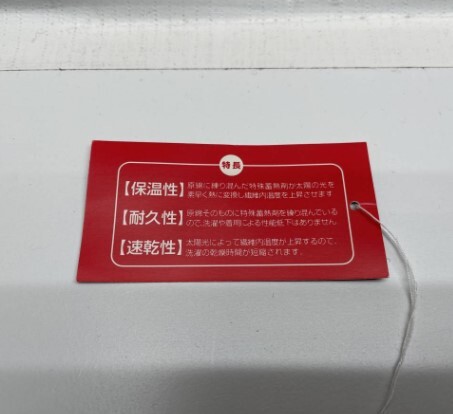 特長
【保温性】原綿に練り混んだ特殊蓄熱剤が太陽の光を
素早く熱に変換し繊維内温度を上昇させます
【耐久性】原綿そのものに特殊蓄熱剤を練り混んでいる
ので、洗濯や着用による性能低下はありません。
【速乾性】太陽光によって繊維内温度が上昇するので、
洗濯の乾燥時間が短縮されます。